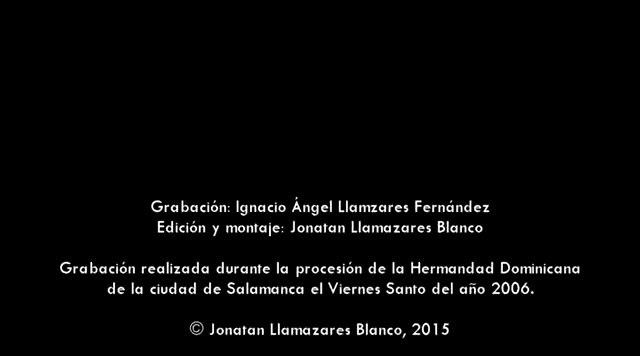 Grabación: Ignacio Ángel Llamzares Fernández
Edición y montaje: Jonatan Llamazares Blanco
Grabación realizada durante la procesión de la Hermandad Dominicana
de la ciudad de Salamanca el Viernes Santo del año 2006.
© Jonatan Llamazares Blanco, 2015